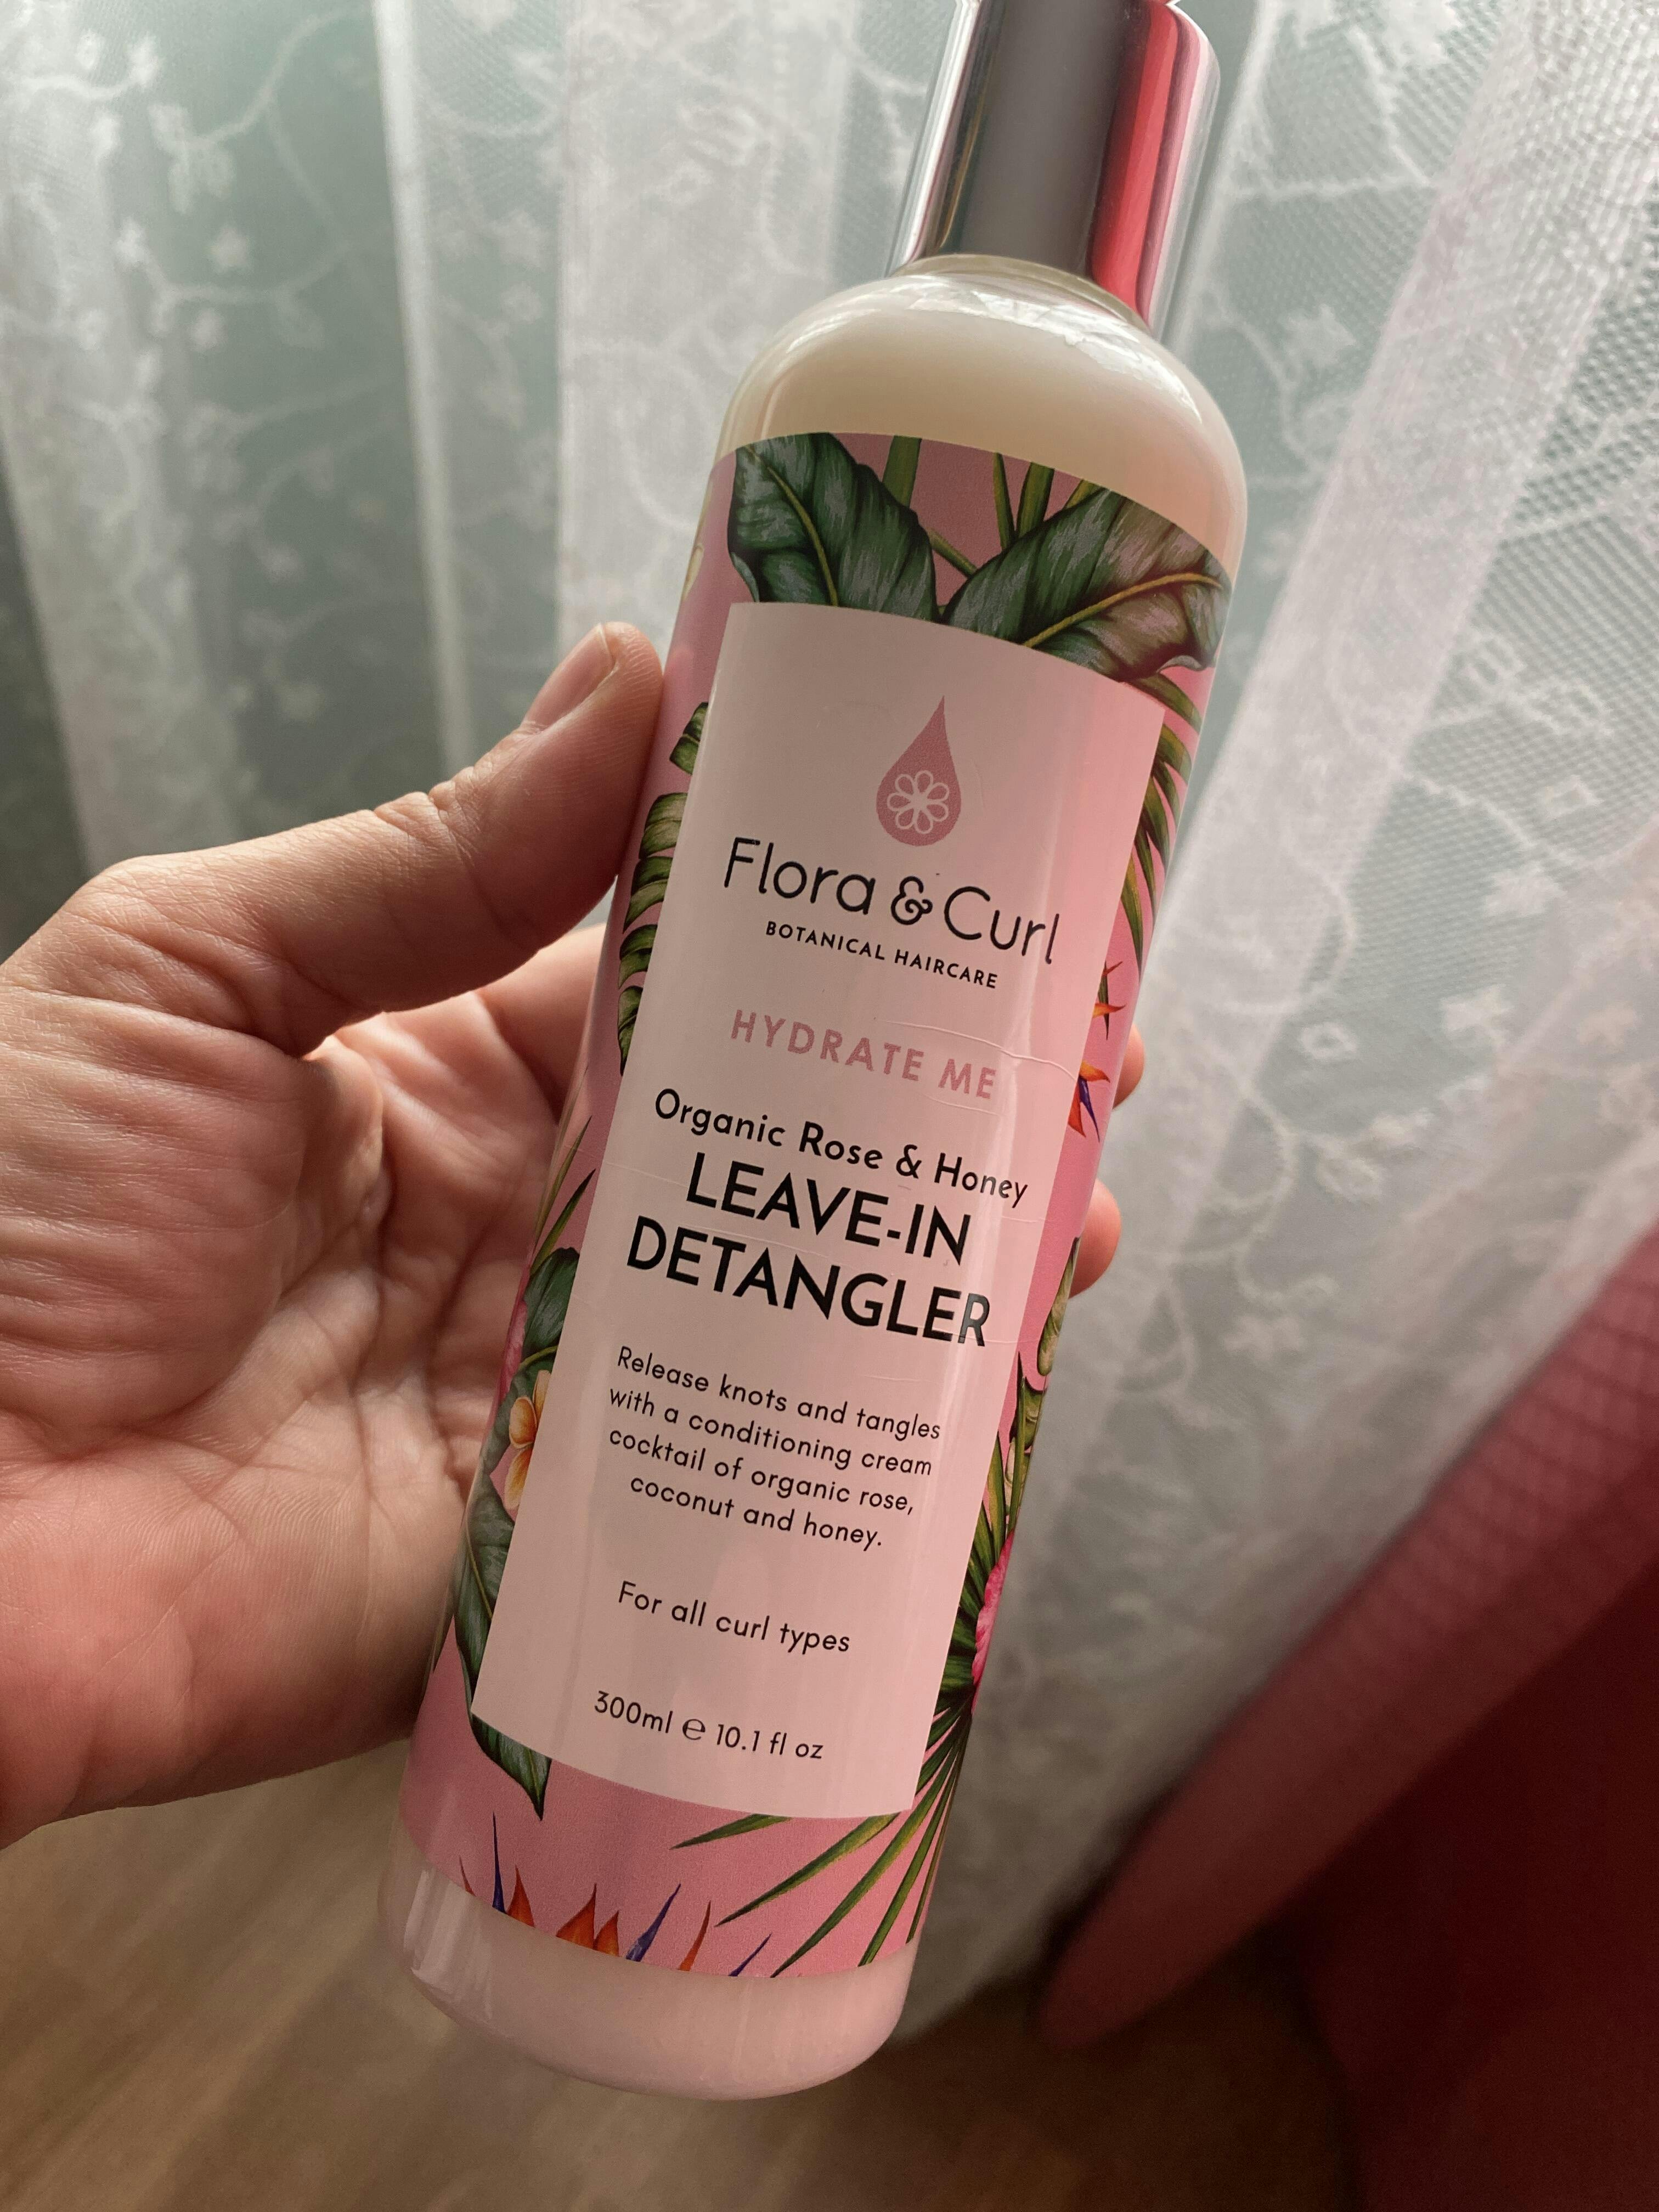 Flora & Curl
BOTANICAL HAIRCARE
HYDRATE ME
Organic Rose & Honey
LEAVE-IN
DETANGLER
Release knots and tangles
with a conditioning cream
cocktail of organic rose,
coconut and honey.
For all curl types
300ml ℮ 10.1 fl oz